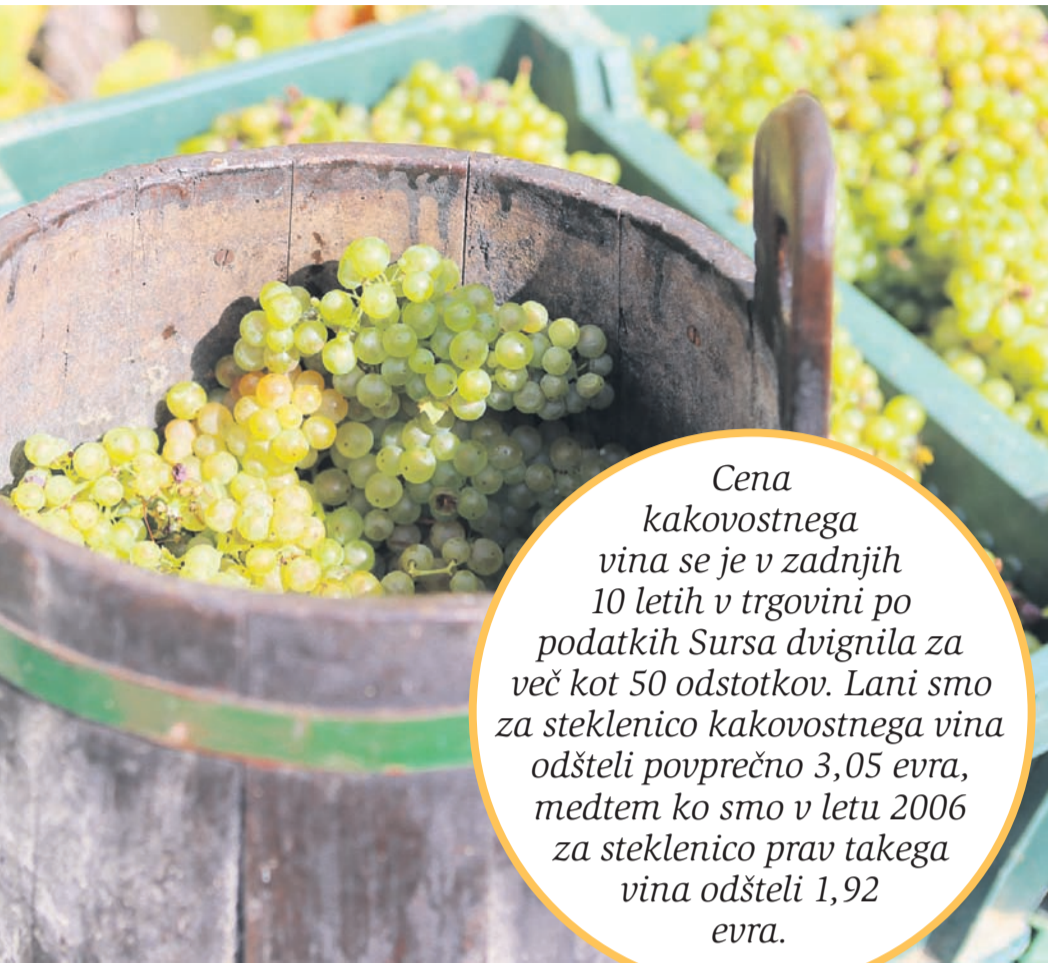 Cena
kakovostnega
vina se je v zadnjih
10 letih v trgovini po
podatkih Sursa dvignila za
več kot 50 odstotkov. Lani smo
za steklenico kakovostnega vina
odšteli povprečno 3,05 evra,
medtem ko smo v letu 2006
za steklenico prav takega
vina odšteli 1,92
evra.